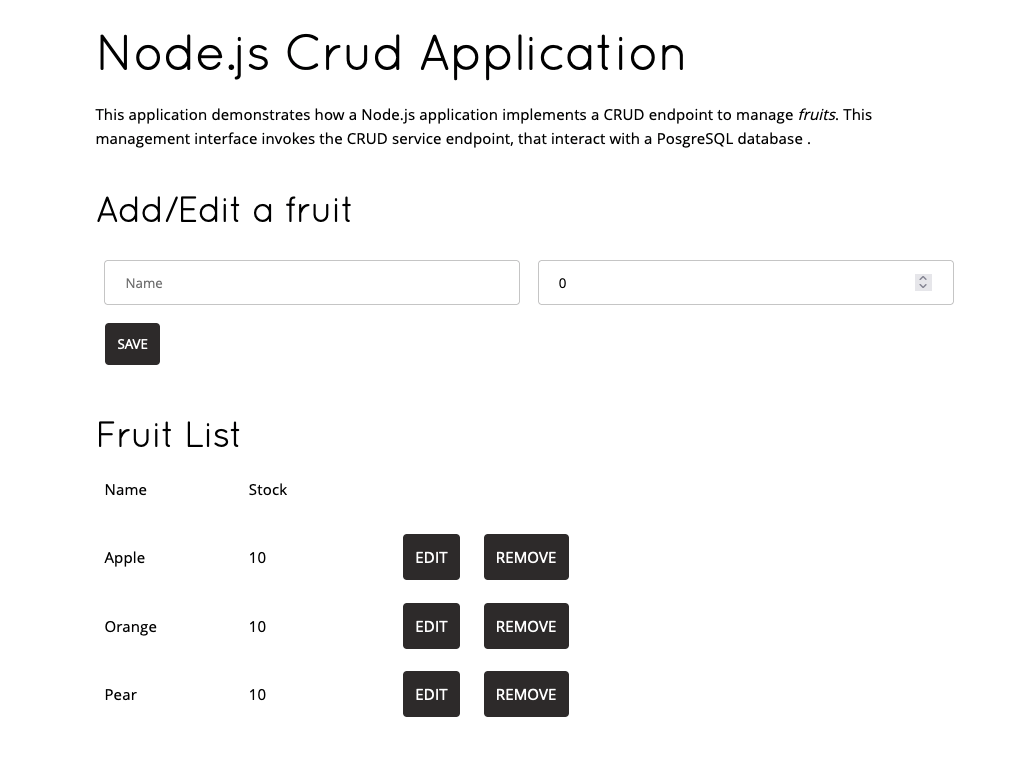 Node.js Crud Application
This application demonstrates how a Node.js application implements a CRUD endpoint to manage fruits. This
management interface invokes the CRUD service endpoint, that interact with a PosgreSQL database .
Add/Edit a fruit
Name 0
SAVE
Fruit List
Name Stock
Apple 10 EDIT REMOVE
Orange 10 EDIT REMOVE
Pear 10 EDIT REMOVE